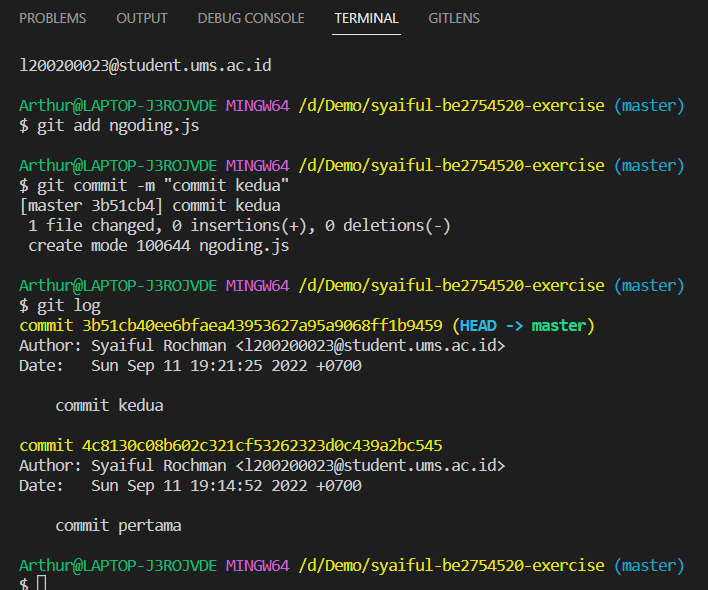 PROBLEMS OUTPUT DEBUG CONSOLE TERMINAL GITLENS
l200200023@student.ums.ac.id
Arthur@LAPTOP-J3ROJVDE MINGW64 /d/Demo/syaiful-be2754520-exercise (master)
$ git add ngoding.js
Arthur@LAPTOP-J3ROJVDE MINGW64 /d/Demo/syaiful-be2754520-exercise (master)
$ git commit -m "commit kedua"
[master 3b51cb4] commit kedua
1 file changed, 0 insertions(+), 0 deletions(-)
create mode 100644 ngoding.js
Arthur@LAPTOP-J3ROJVDE MINGW64 /d/Demo/syaiful-be2754520-exercise (master)
$ git log
commit 3b51cb40ee6bfaea43953627a95a9068ff1b9459 (HEAD -> master)
Author: Syaiful Rochman <l200200023@student.ums.ac.id>
Date: Sun Sep 11 19:21:25 2022 +0700
commit kedua
commit 4c8130c08b602c321cf53262323d0c439a2bc545
Author: Syaiful Rochman <l200200023@student.ums.ac.id>
Date: Sun Sep 11 19:14:52 2022 +0700
commit pertama
Arthur@LAPTOP-J3ROJVDE MINGW64 /d/Demo/syaiful-be2754520-exercise (master)
$